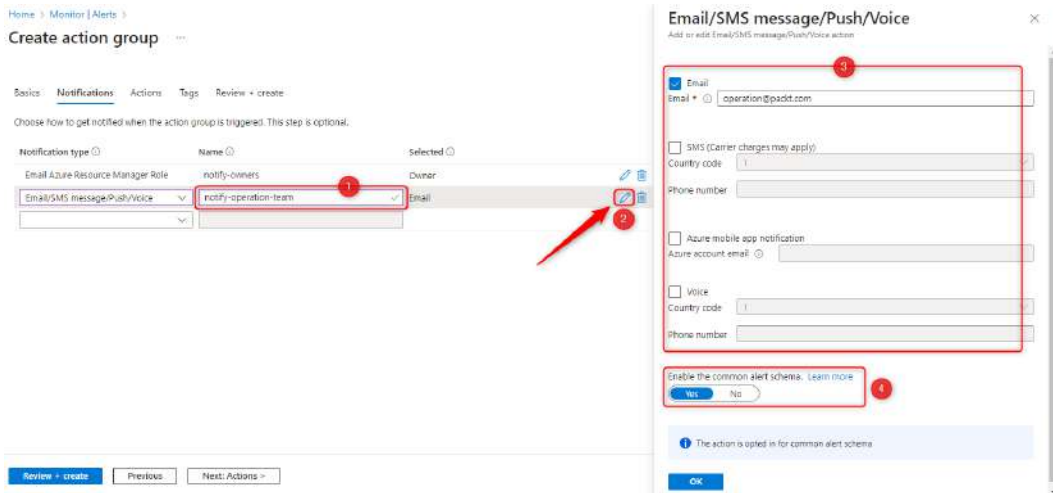 Home > Monitor | Alerts >
Create action group ...
Basics Notifications Actions Tags Review + create
Choose how to get notified when the action group is triggered. This step is optional.
Notification type Name Selected
Email Azure Resource Manager Role notify-owners Owner
Email/SMS message/Push/Voice notify-operation-team Email
1
2
Review + create Previous Next: Actions >
Email/SMS message/Push/Voice
Add or edit Email/SMS message/Push/Voice action
3
Email
Email * operation@packt.com
SMS (Carrier charges may apply)
Country code 1
Phone number
Azure mobile app notification
Azure account email
Voice
Country code 1
Phone number
Enable the common alert schema. Learn more
Yes No
4
The action is opted in for common alert schema
OK